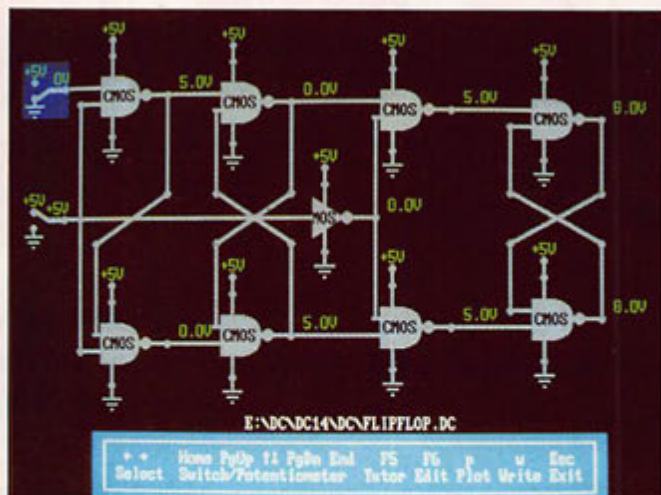 +5V +5V +5V +5V
+5V 0V 5.0V 0.0V 5.0V 0.0V
CMOS CMOS CMOS CMOS
+5V
+5V +5V MOS 0.0V
+5V +5V +5V +5V
0.0V 5.0V 5.0V 0.0V
CMOS CMOS CMOS CMOS
E:\DC\DC14\DC\FLIPFLOP.DC
Home PgUp ↑↓ PgDn End F5 F6 p w Esc
Select Switch/Potentiometer Tutor Edit Plot Write Exit